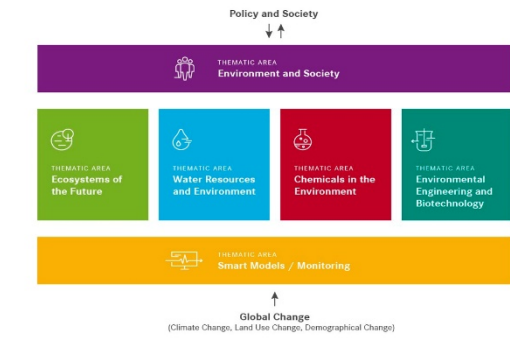 Policy and Society
THEMATIC AREA
Environment and Society
THEMATIC AREA
Ecosystems of
the Future
THEMATIC AREA
Water Resources
and Environment
THEMATIC AREA
Chemicals in the
Environment
THEMATIC AREA
Environmental
Engineering and
Biotechnology
THEMATIC AREA
Smart Models / Monitoring
Global Change
(Climate Change, Land Use Change, Demographical Change)